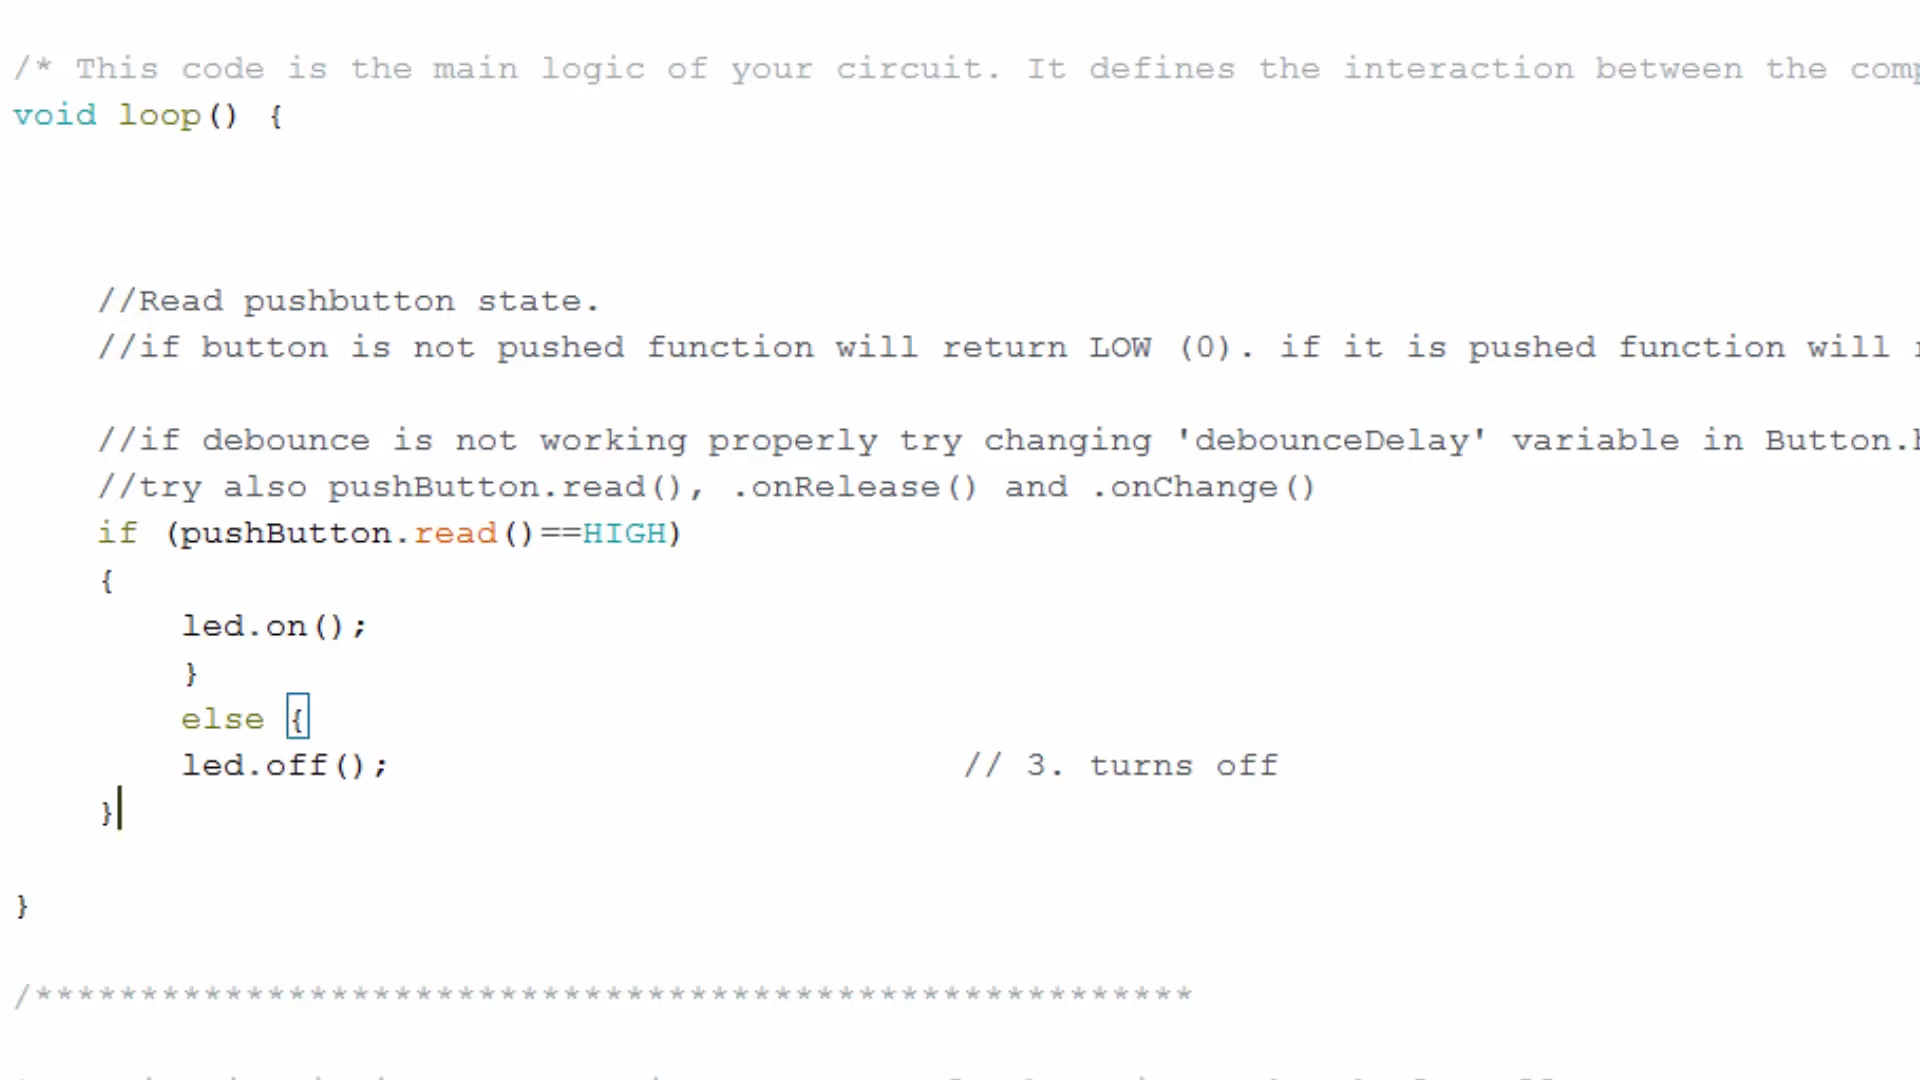 /* This code is the main logic of your circuit. It defines the interaction between the
void loop() {
//Read pushbutton state.
//if button is not pushed function will return LOW (0). if it is pushed function will
//if debounce is not working properly try changing 'debounceDelay' variable in Button.h
//try also pushButton.read(), .onRelease() and .onChange()
if (pushButton.read()==HIGH)
{
led.on();
}
else {
led.off(); // 3. turns off
}
}
/*******************************************************